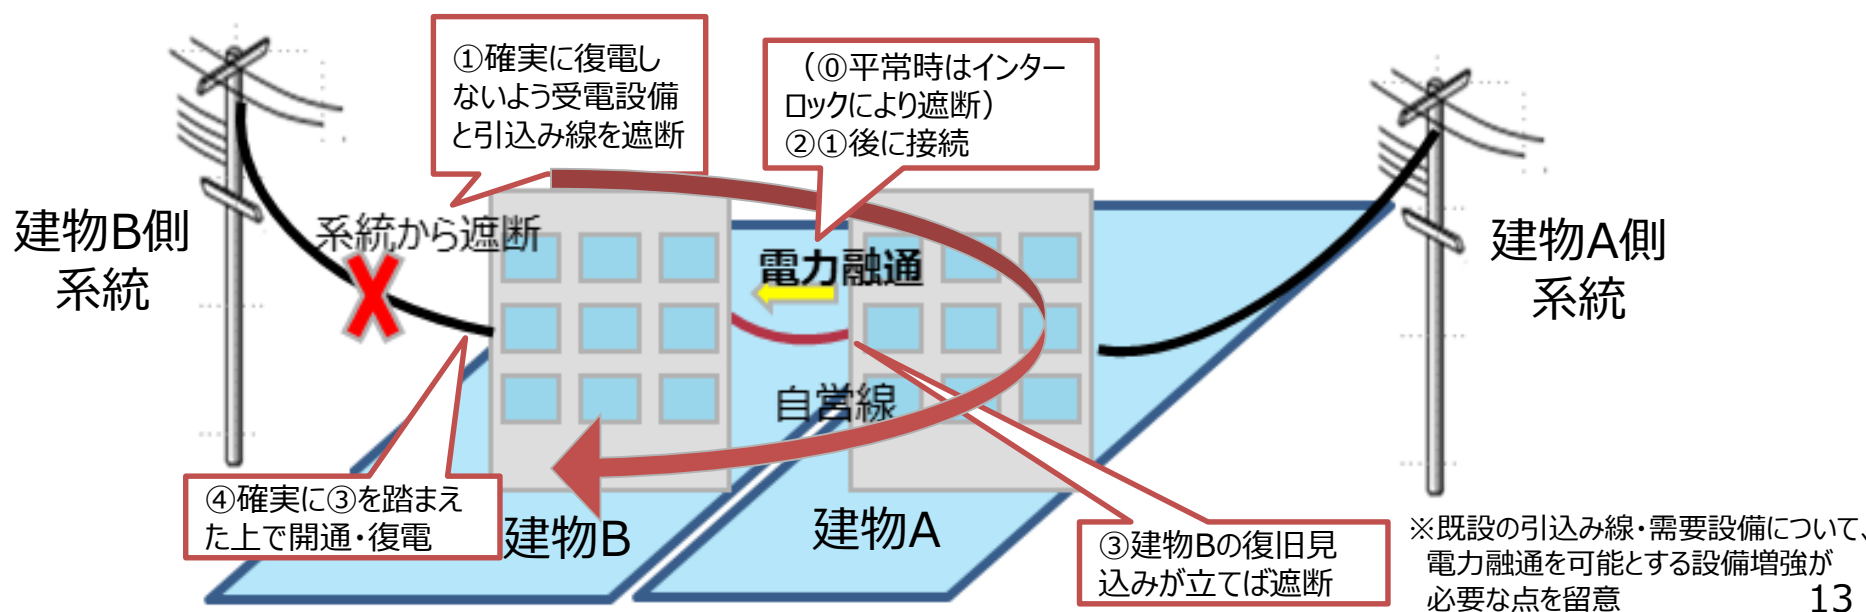 ①確実に復電し
ないよう受電設備
と引込み線を遮断
（⓪平常時はインター
ロックにより遮断）
②①後に接続
建物B側
系統
系統から遮断
電力融通
建物A側
系統
自営線
④確実に③を踏まえ
た上で開通・復電
建物B
建物A
③建物Bの復旧見
込みが立てば遮断
※既設の引込み線・需要設備について、
電力融通を可能とする設備増強が
必要な点を留意
13